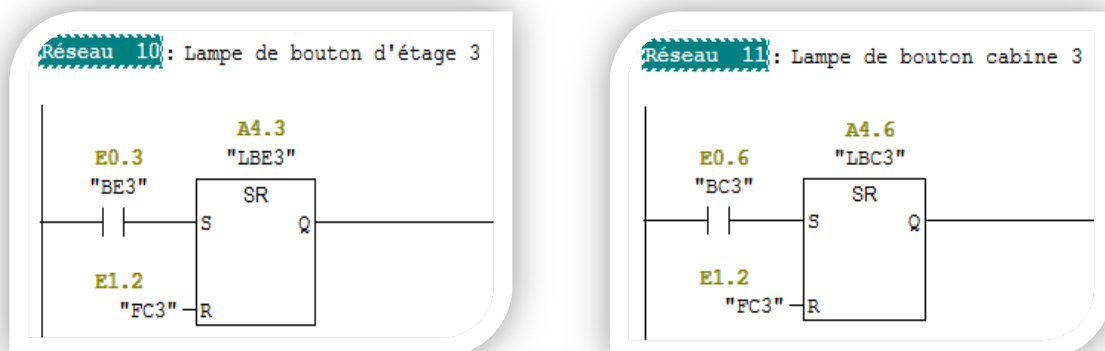 Réseau 10 : Lampe de bouton d'étage 3
A4.3
E0.3 "LBE3"
"BE3"
SR
S Q
E1.2
"FC3" R
Réseau 11 : Lampe de bouton cabine 3
A4.6
E0.6 "LBC3"
"BC3"
SR
S Q
E1.2
"FC3" R